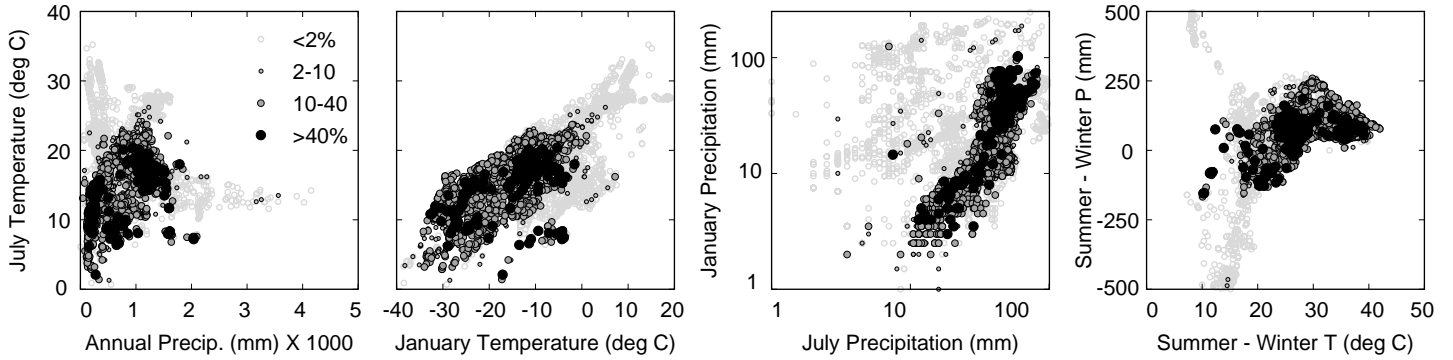 July Temperature (deg C)
40
30
20
10
0
<2%
2-10
10-40
>40%
0 1 2 3 4 5
Annual Precip. (mm) X 1000
-40 -30 -20 -10 0 10 20
January Temperature (deg C)
January Precipitation (mm)
100
10
1
1 10 100
July Precipitation (mm)
Summer - Winter P (mm)
500
250
0
-250
-500
0 10 20 30 40 50
Summer - Winter T (deg C)